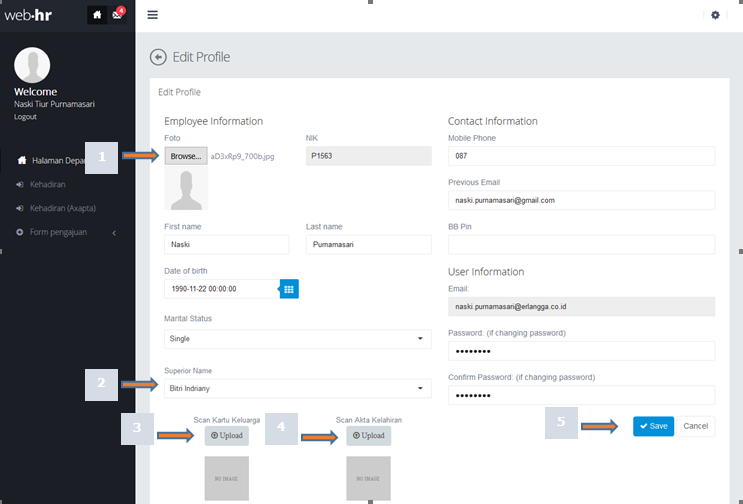 web·hr
4
Welcome
Naski Tiur Purnamasari
Logout
Halaman Depan
Kehadiran
Kehadiran (Axapta)
Form pengajuan
Edit Profile
Edit Profile
Employee Information
Foto
NIK
1
Browse...
aD3xRp9_700b.jpg
P1563
First name
Last name
Naski
Purnamasari
Date of birth
1990-11-22 00:00:00
Marital Status
Single
Superior Name
2
Bitri Indriany
Scan Kartu Keluarga
Scan Akta Kelahiran
3
Upload
4
Upload
NO IMAGE
NO IMAGE
Contact Information
Mobile Phone
087
Previous Email
naski.purnamasari@gmail.com
BB Pin
User Information
Email:
naski.purnamasari@erlangga.co.id
Password: (if changing password)
••••••••
Confirm Password: (if changing password)
••••••••
5
Save
Cancel